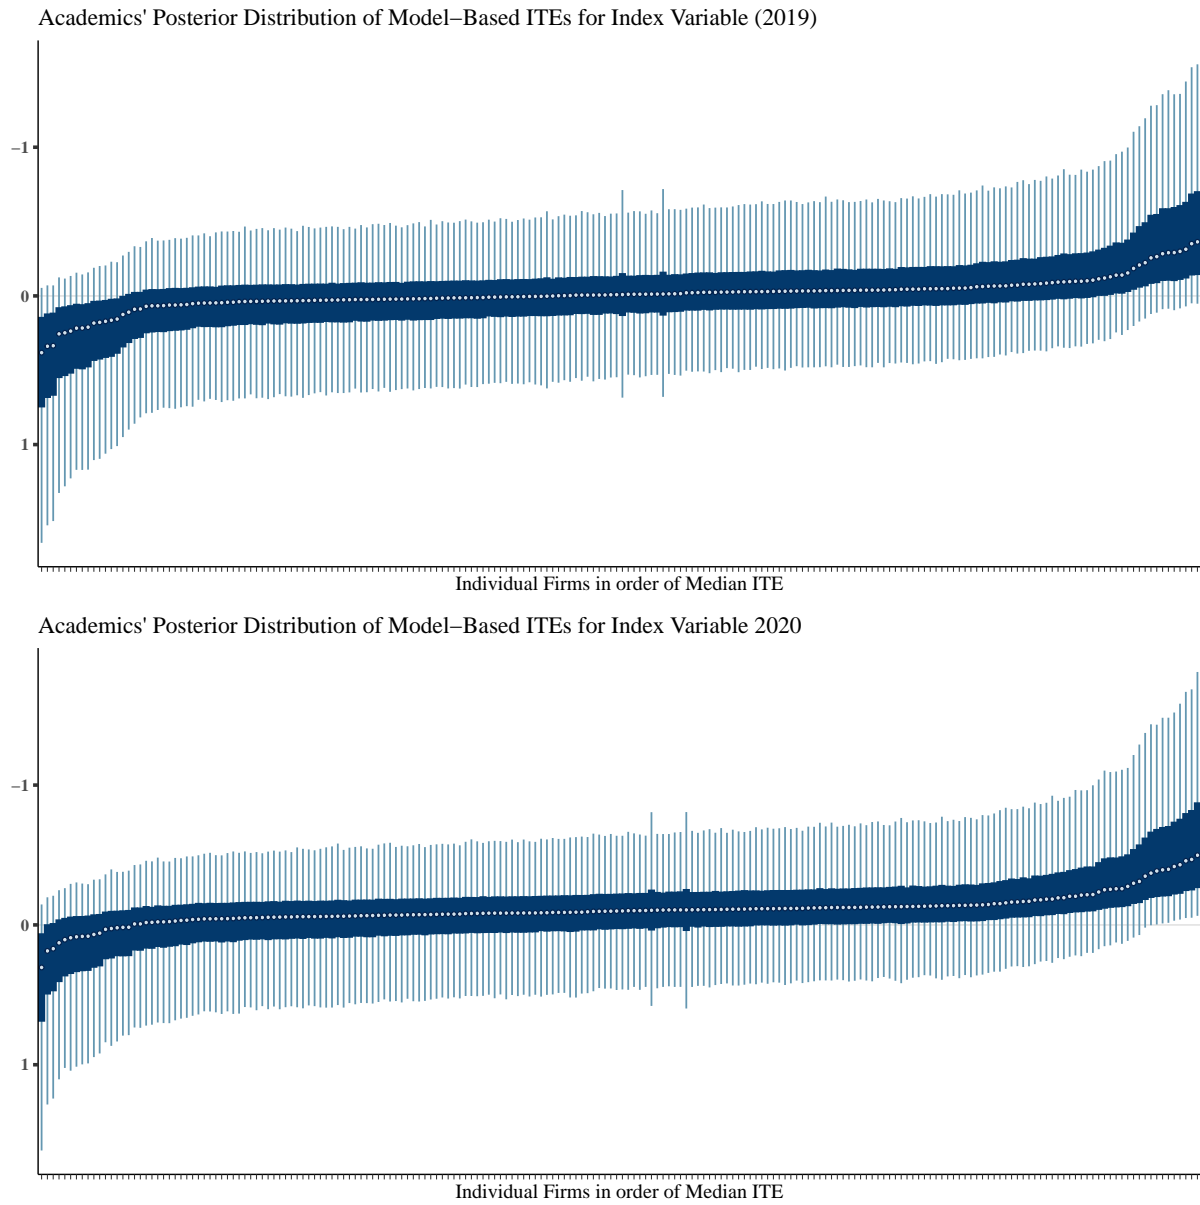 Academics' Posterior Distribution of Model−Based ITEs for Index Variable (2019)
−1
0
1
Individual Firms in order of Median ITE
Academics' Posterior Distribution of Model−Based ITEs for Index Variable 2020
−1
0
1
Individual Firms in order of Median ITE